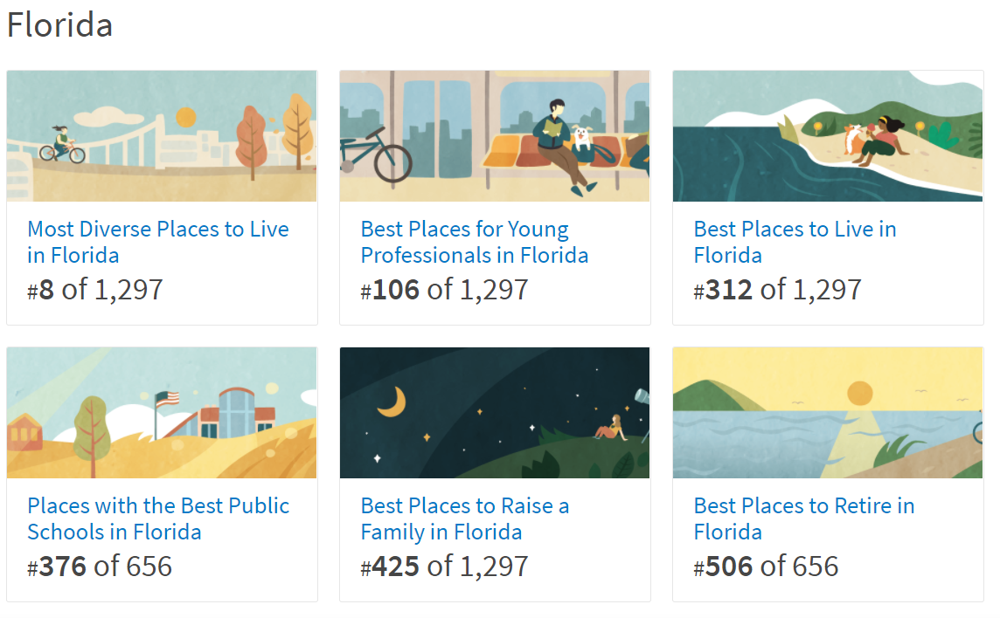 Florida
Most Diverse Places to Live
in Florida
#8 of 1,297
Best Places for Young
Professionals in Florida
#106 of 1,297
Best Places to Live in
Florida
#312 of 1,297
Places with the Best Public
Schools in Florida
#376 of 656
Best Places to Raise a
Family in Florida
#425 of 1,297
Best Places to Retire in
Florida
#506 of 656